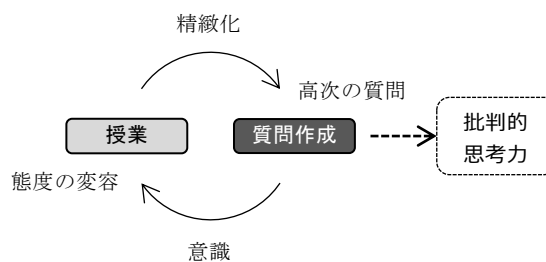 精緻化
高次の質問
授業
質問作成
批判的
思考力
態度の変容
意識